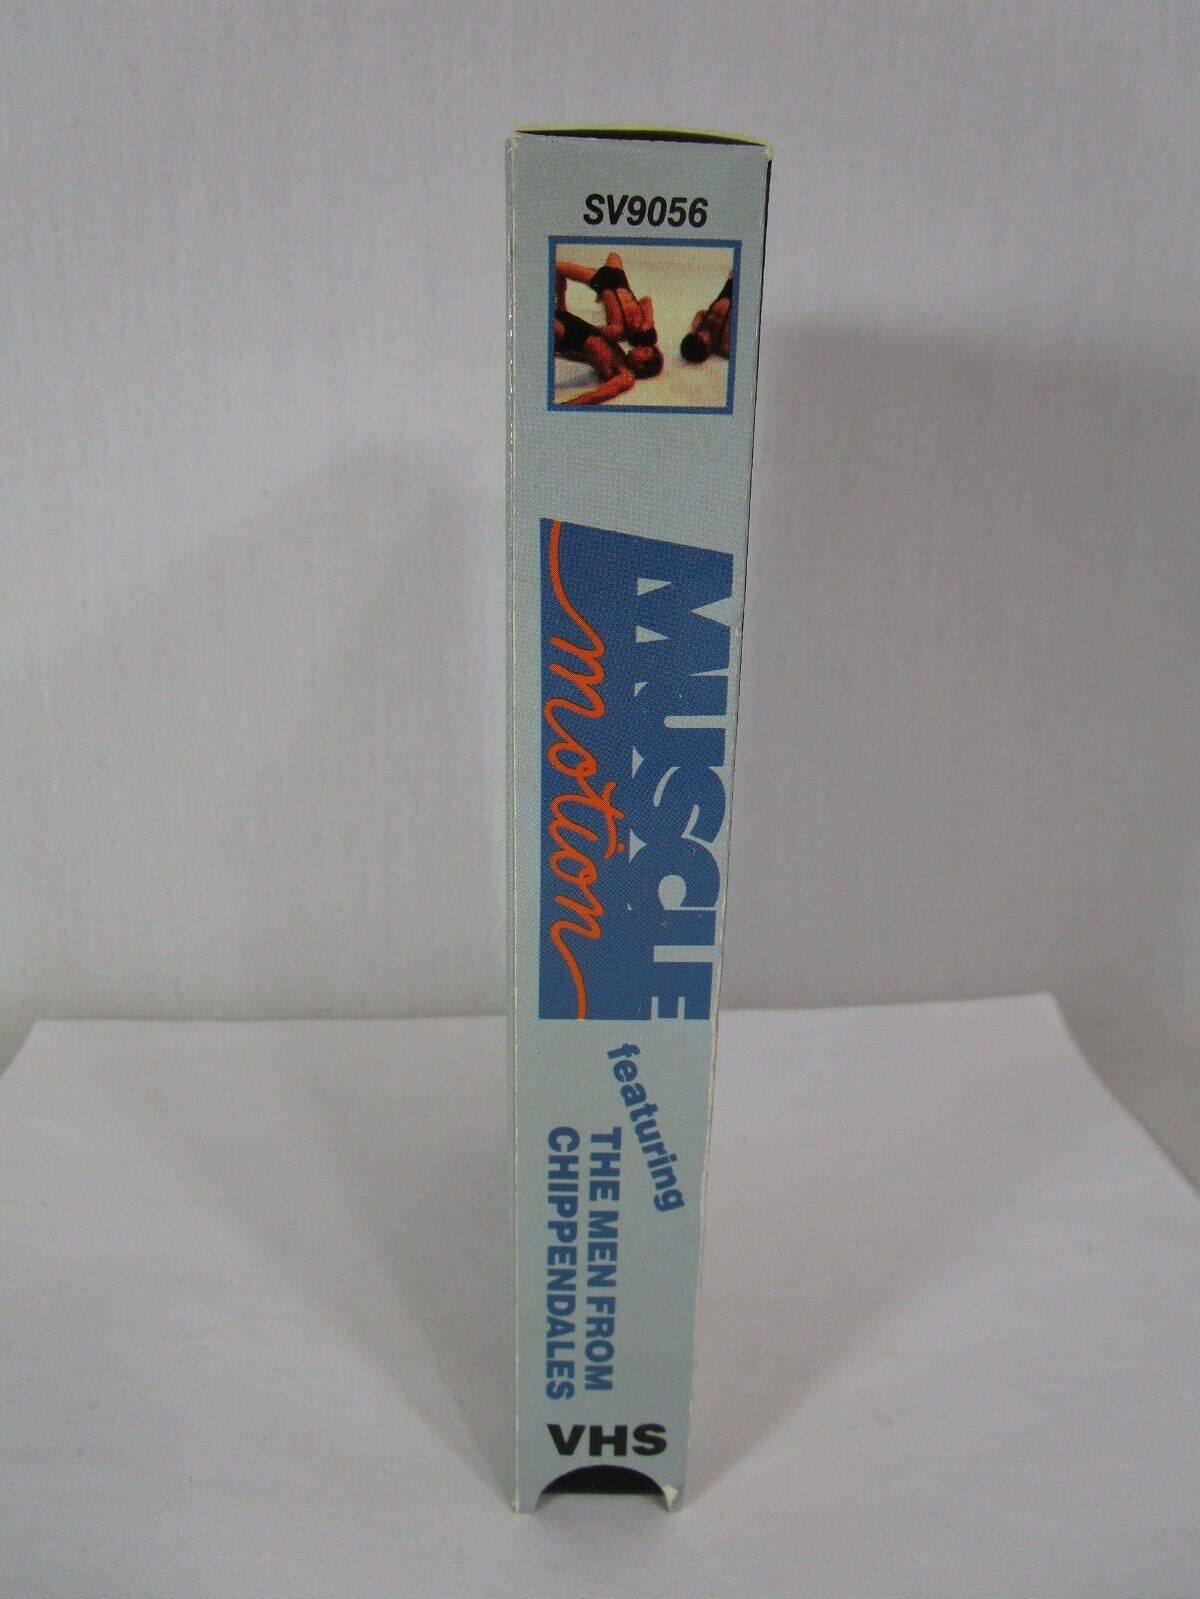 SV9056
MUSCLE
motion
featuring
THE MEN FROM
CHIPPENDALES
VHS